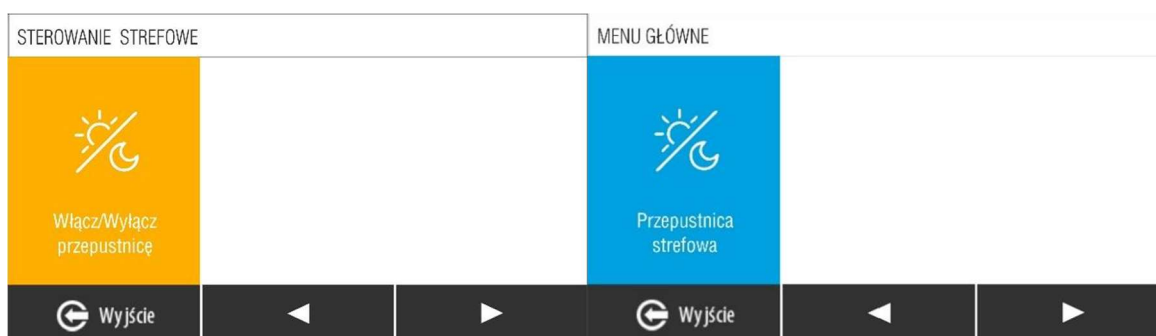 STEROWANIE STREFOWE
Włącz/Wyłącz
przepustnicę
Wyjście
MENU GŁÓWNE
Przepustnica
strefowa
Wyjście